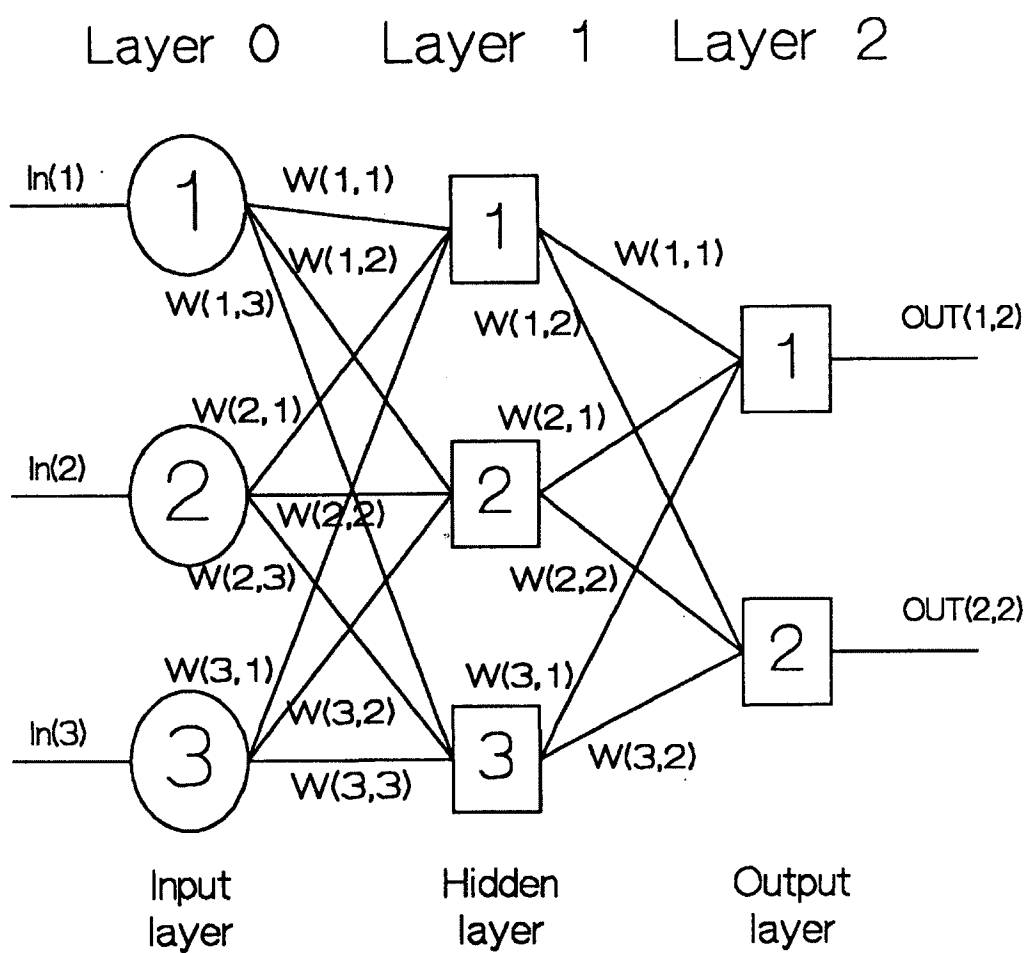 Layer 0 Layer 1 Layer 2
In(1)
1
W(1,1)
W(1,2)
W(1,3)
1
W(1,1)
W(1,2)
1
OUT(1,2)
In(2)
2
W(2,1)
W(2,2)
W(2,3)
2
W(2,1)
W(2,2)
2
OUT(2,2)
In(3)
3
W(3,1)
W(3,2)
W(3,3)
3
W(3,1)
W(3,2)
Input
layer
Hidden
layer
Output
layer